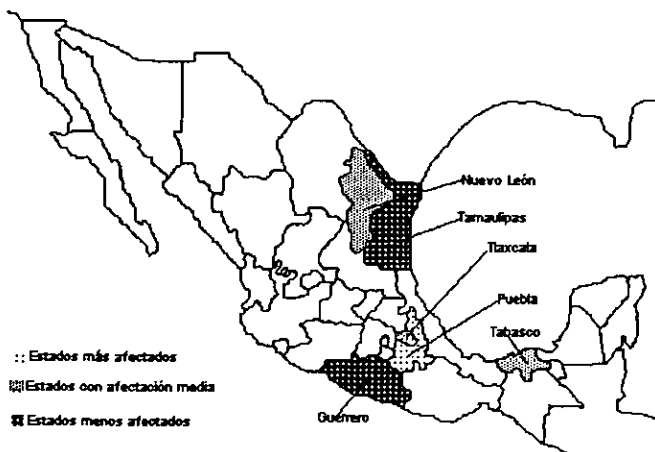 Nuevo León
Tamaulipas
Tlaxcala
Puebla
Tabasco
Estados más afectados
Estados con afectación media
Estados menos afectados
Guerrero